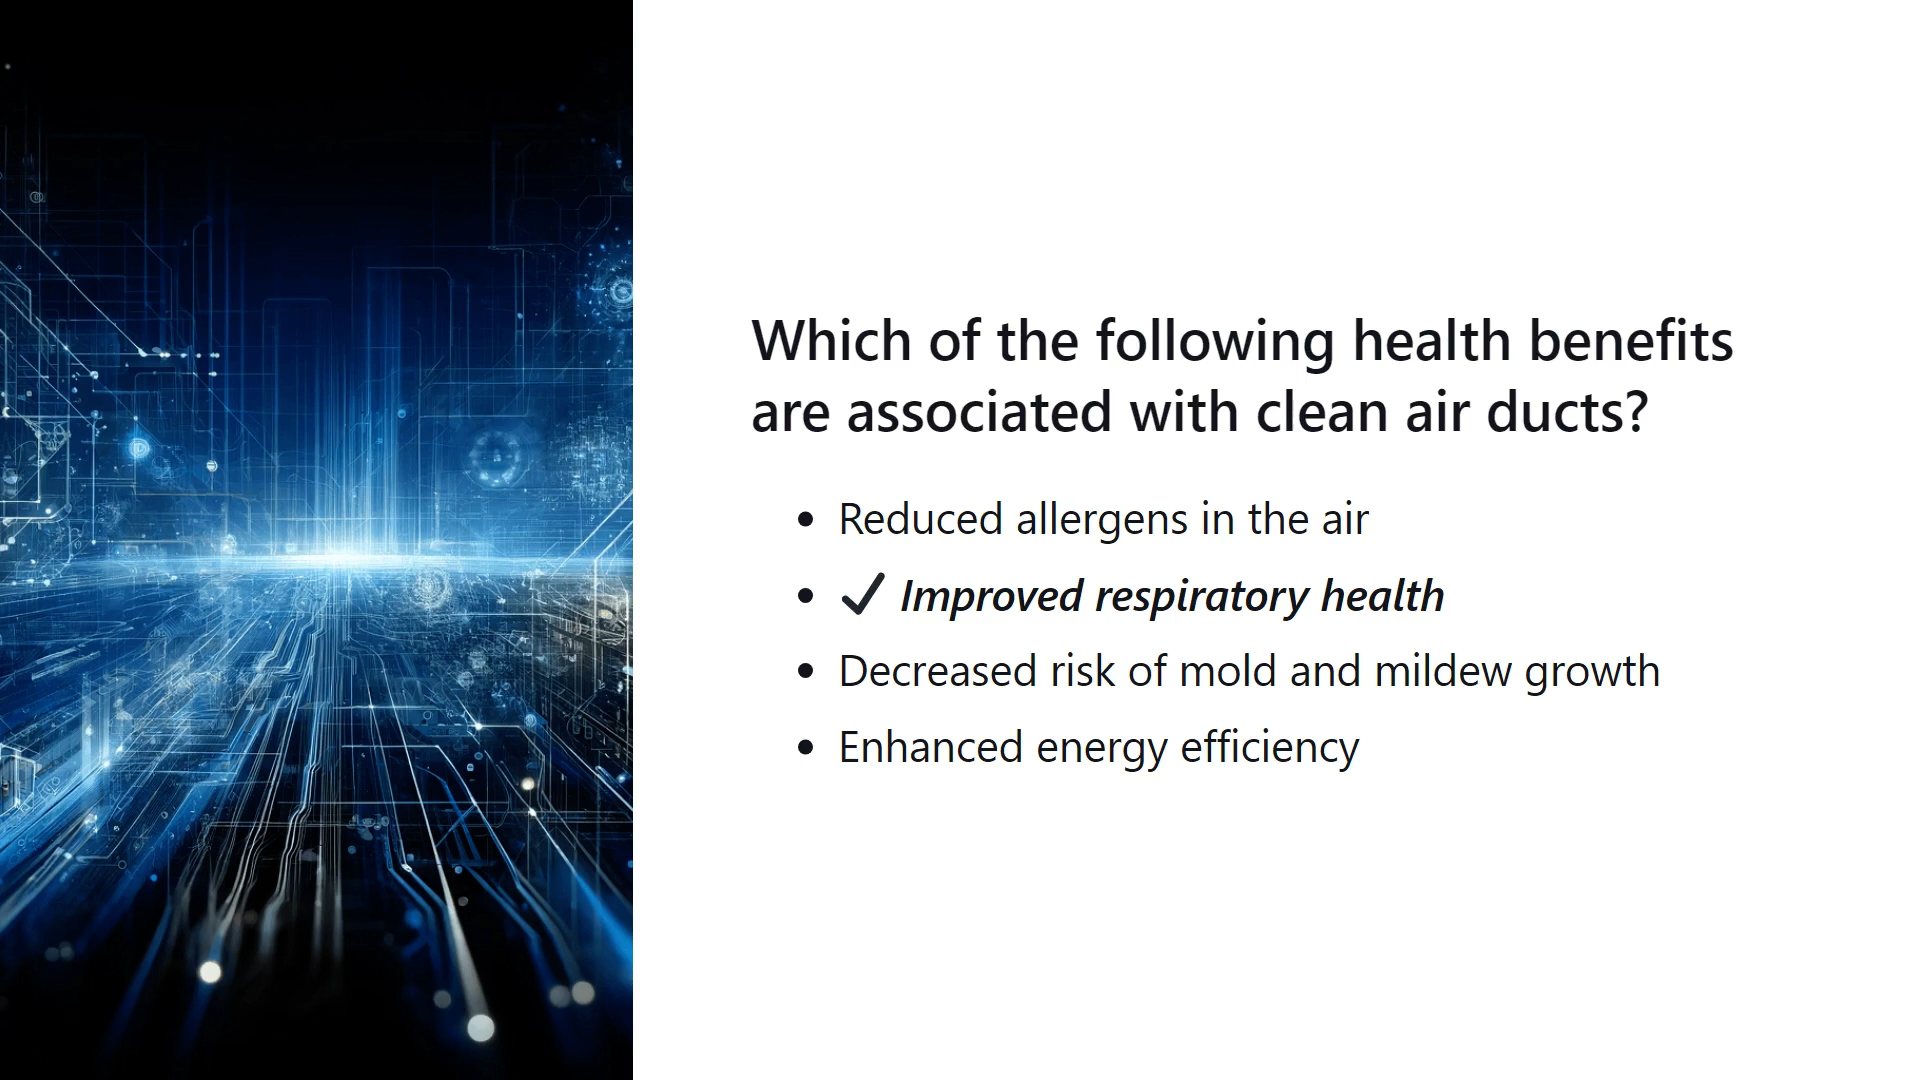 Which of the following health benefits
are associated with clean air ducts?
• Reduced allergens in the air
• ✔ Improved respiratory health
• Decreased risk of mold and mildew growth
• Enhanced energy efficiency